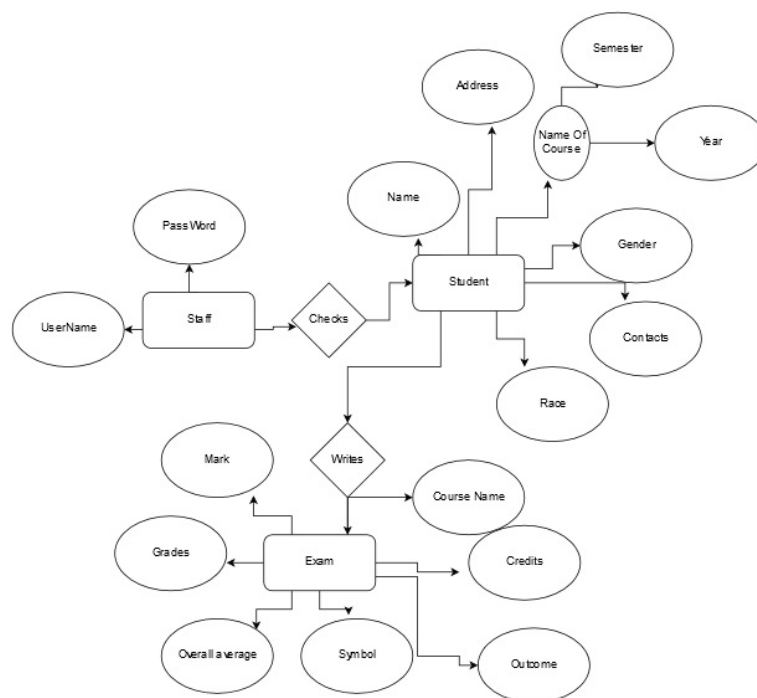 Semester
Address
Name Of
Course
Year
Name
PassWord
Gender
Student
Staff
Checks
UserName
Contacts
Race
Writes
Mark
Course Name
Grades
Exam
Credits
Overall average
Symbol
Outcome